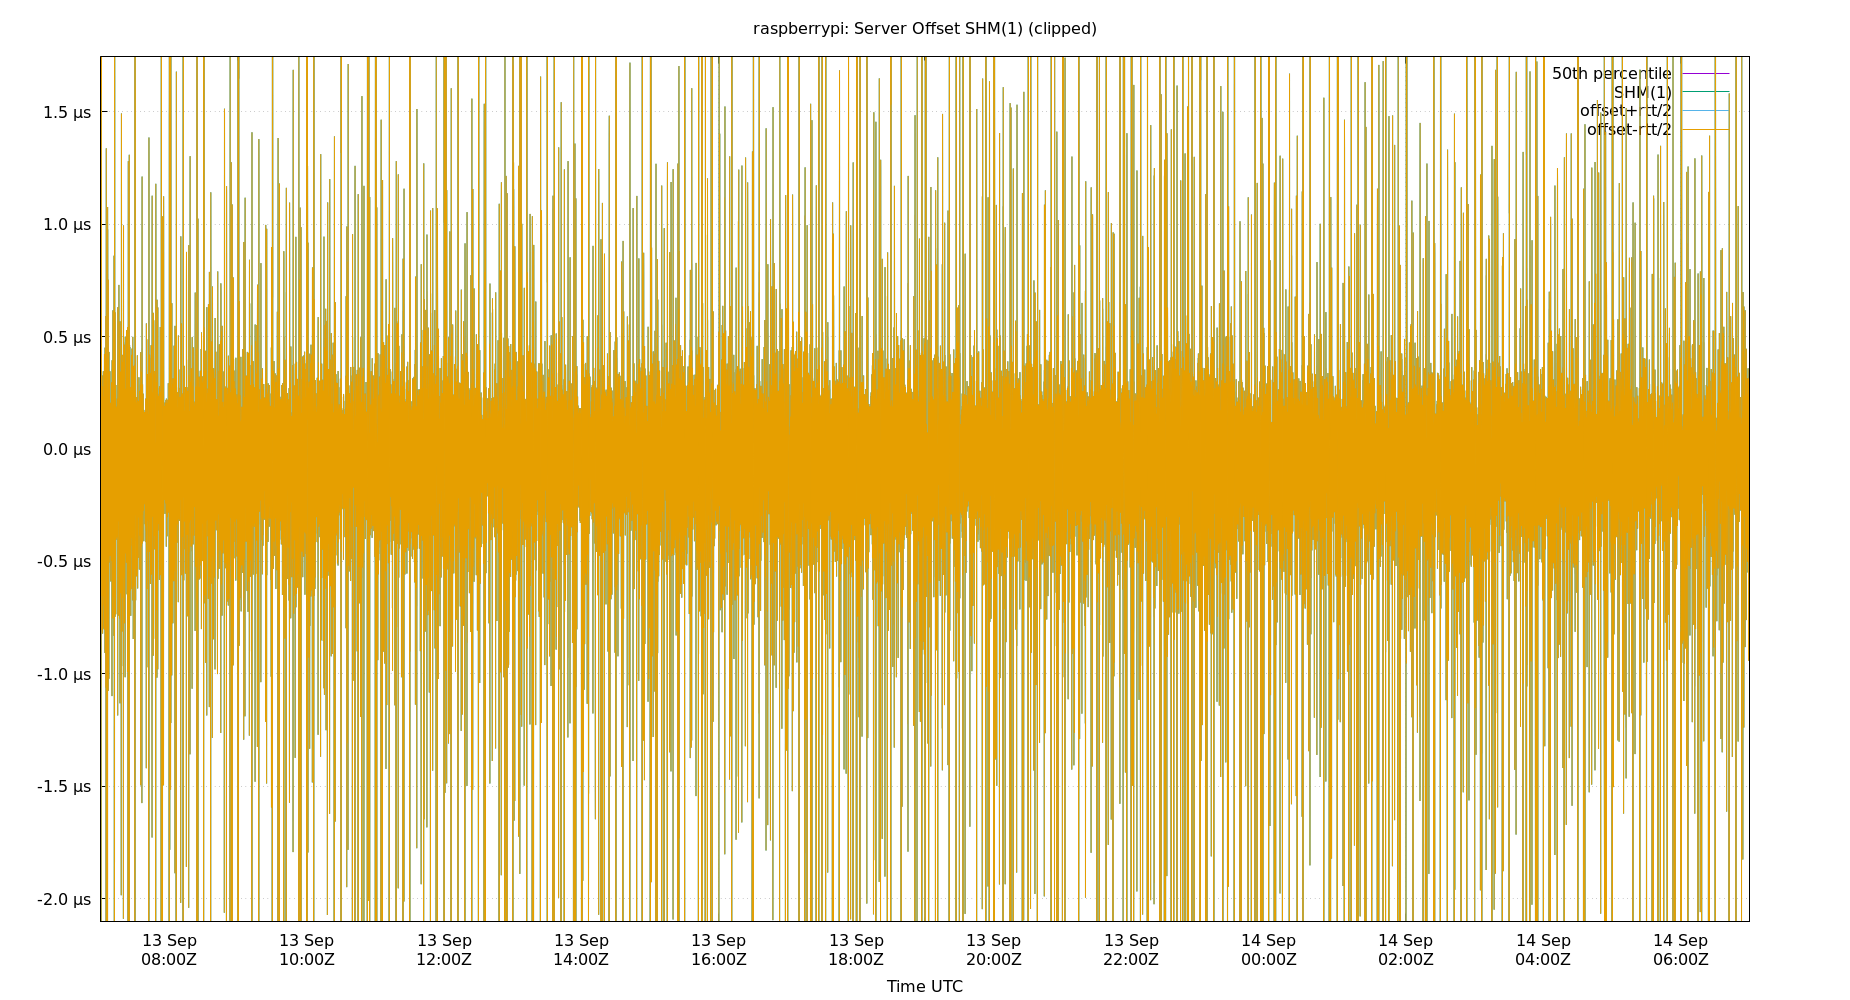 raspberrypi: Server Offset SHM(1) (clipped)
50th percentile
SHM(1)
offset+rtt/2
offset-rtt/2
1.5 µs
1.0 µs
0.5 µs
0.0 µs
-0.5 µs
-1.0 µs
-1.5 µs
-2.0 µs
13 Sep 13 Sep 13 Sep 13 Sep 13 Sep 13 Sep 13 Sep 13 Sep 14 Sep 14 Sep 14 Sep 14 Sep
08:00Z 10:00Z 12:00Z 14:00Z 16:00Z 18:00Z 20:00Z 22:00Z 00:00Z 02:00Z 04:00Z 06:00Z
Time UTC